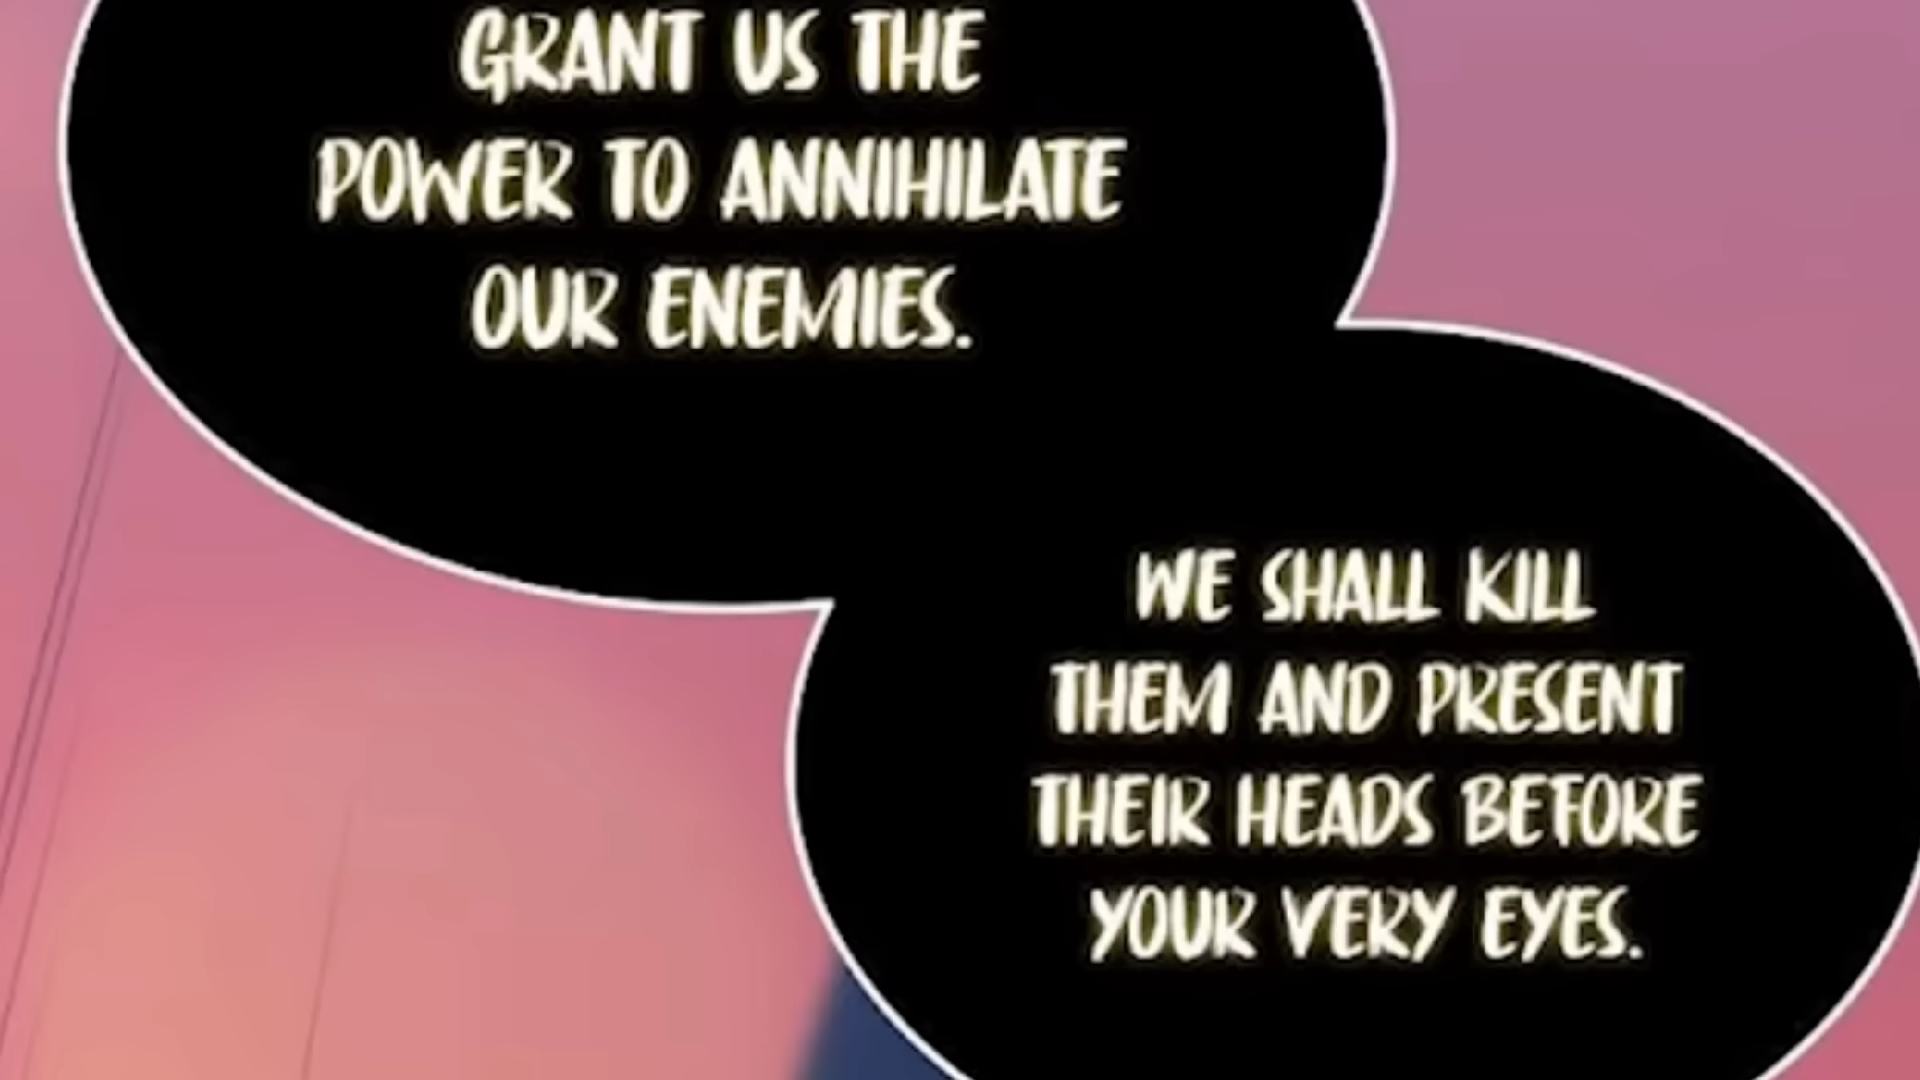 GRANT US THE
POWER TO ANNIHILATE
OUR ENEMIES.
WE SHALL KILL
THEM AND PRESENT
THEIR HEADS BEFORE
YOUR VERY EYES.